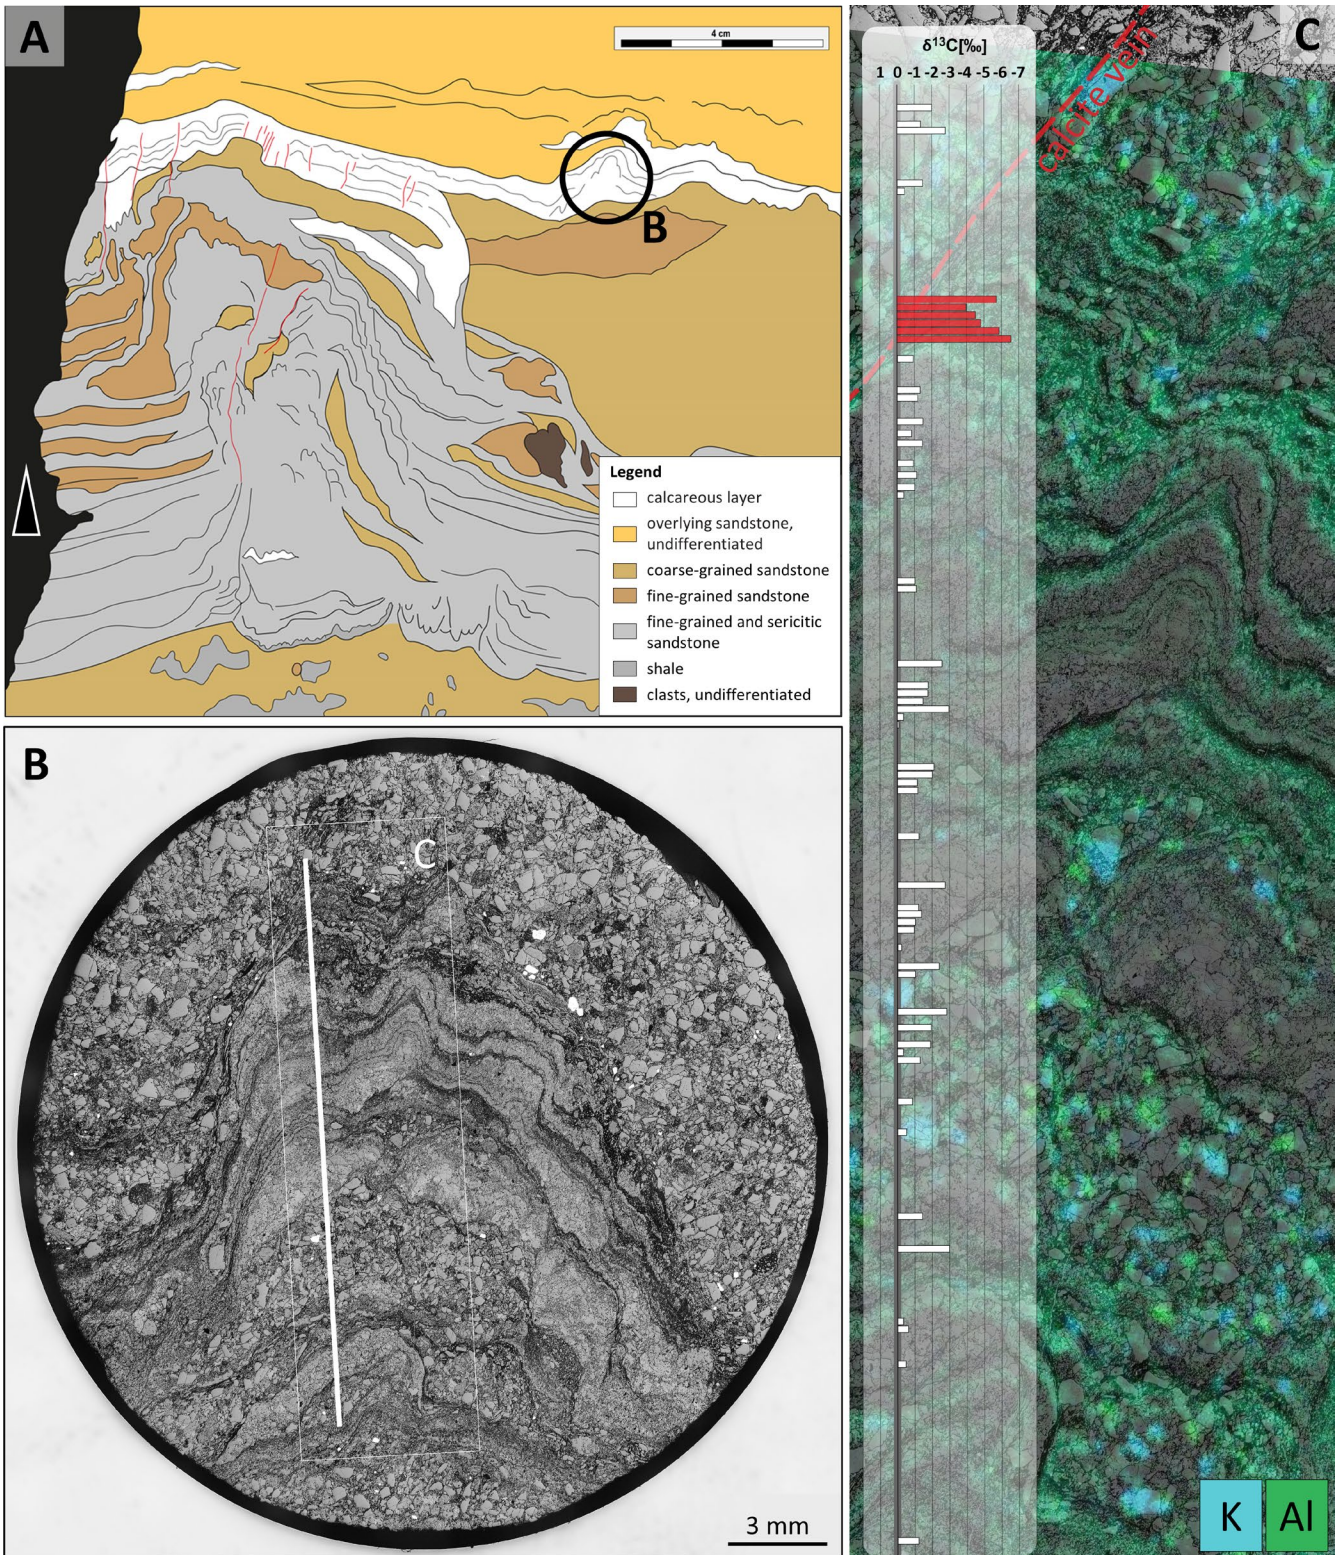 A
4 cm
B
Legend
calcareous layer
overlying sandstone,
undifferentiated
coarse-grained sandstone
fine-grained sandstone
fine-grained and sericitic
sandstone
shale
clasts, undifferentiated
B
C
3 mm
C
δ¹³C[‰]
1 0 -1 -2 -3 -4 -5 -6 -7
calcite vein
K
Al